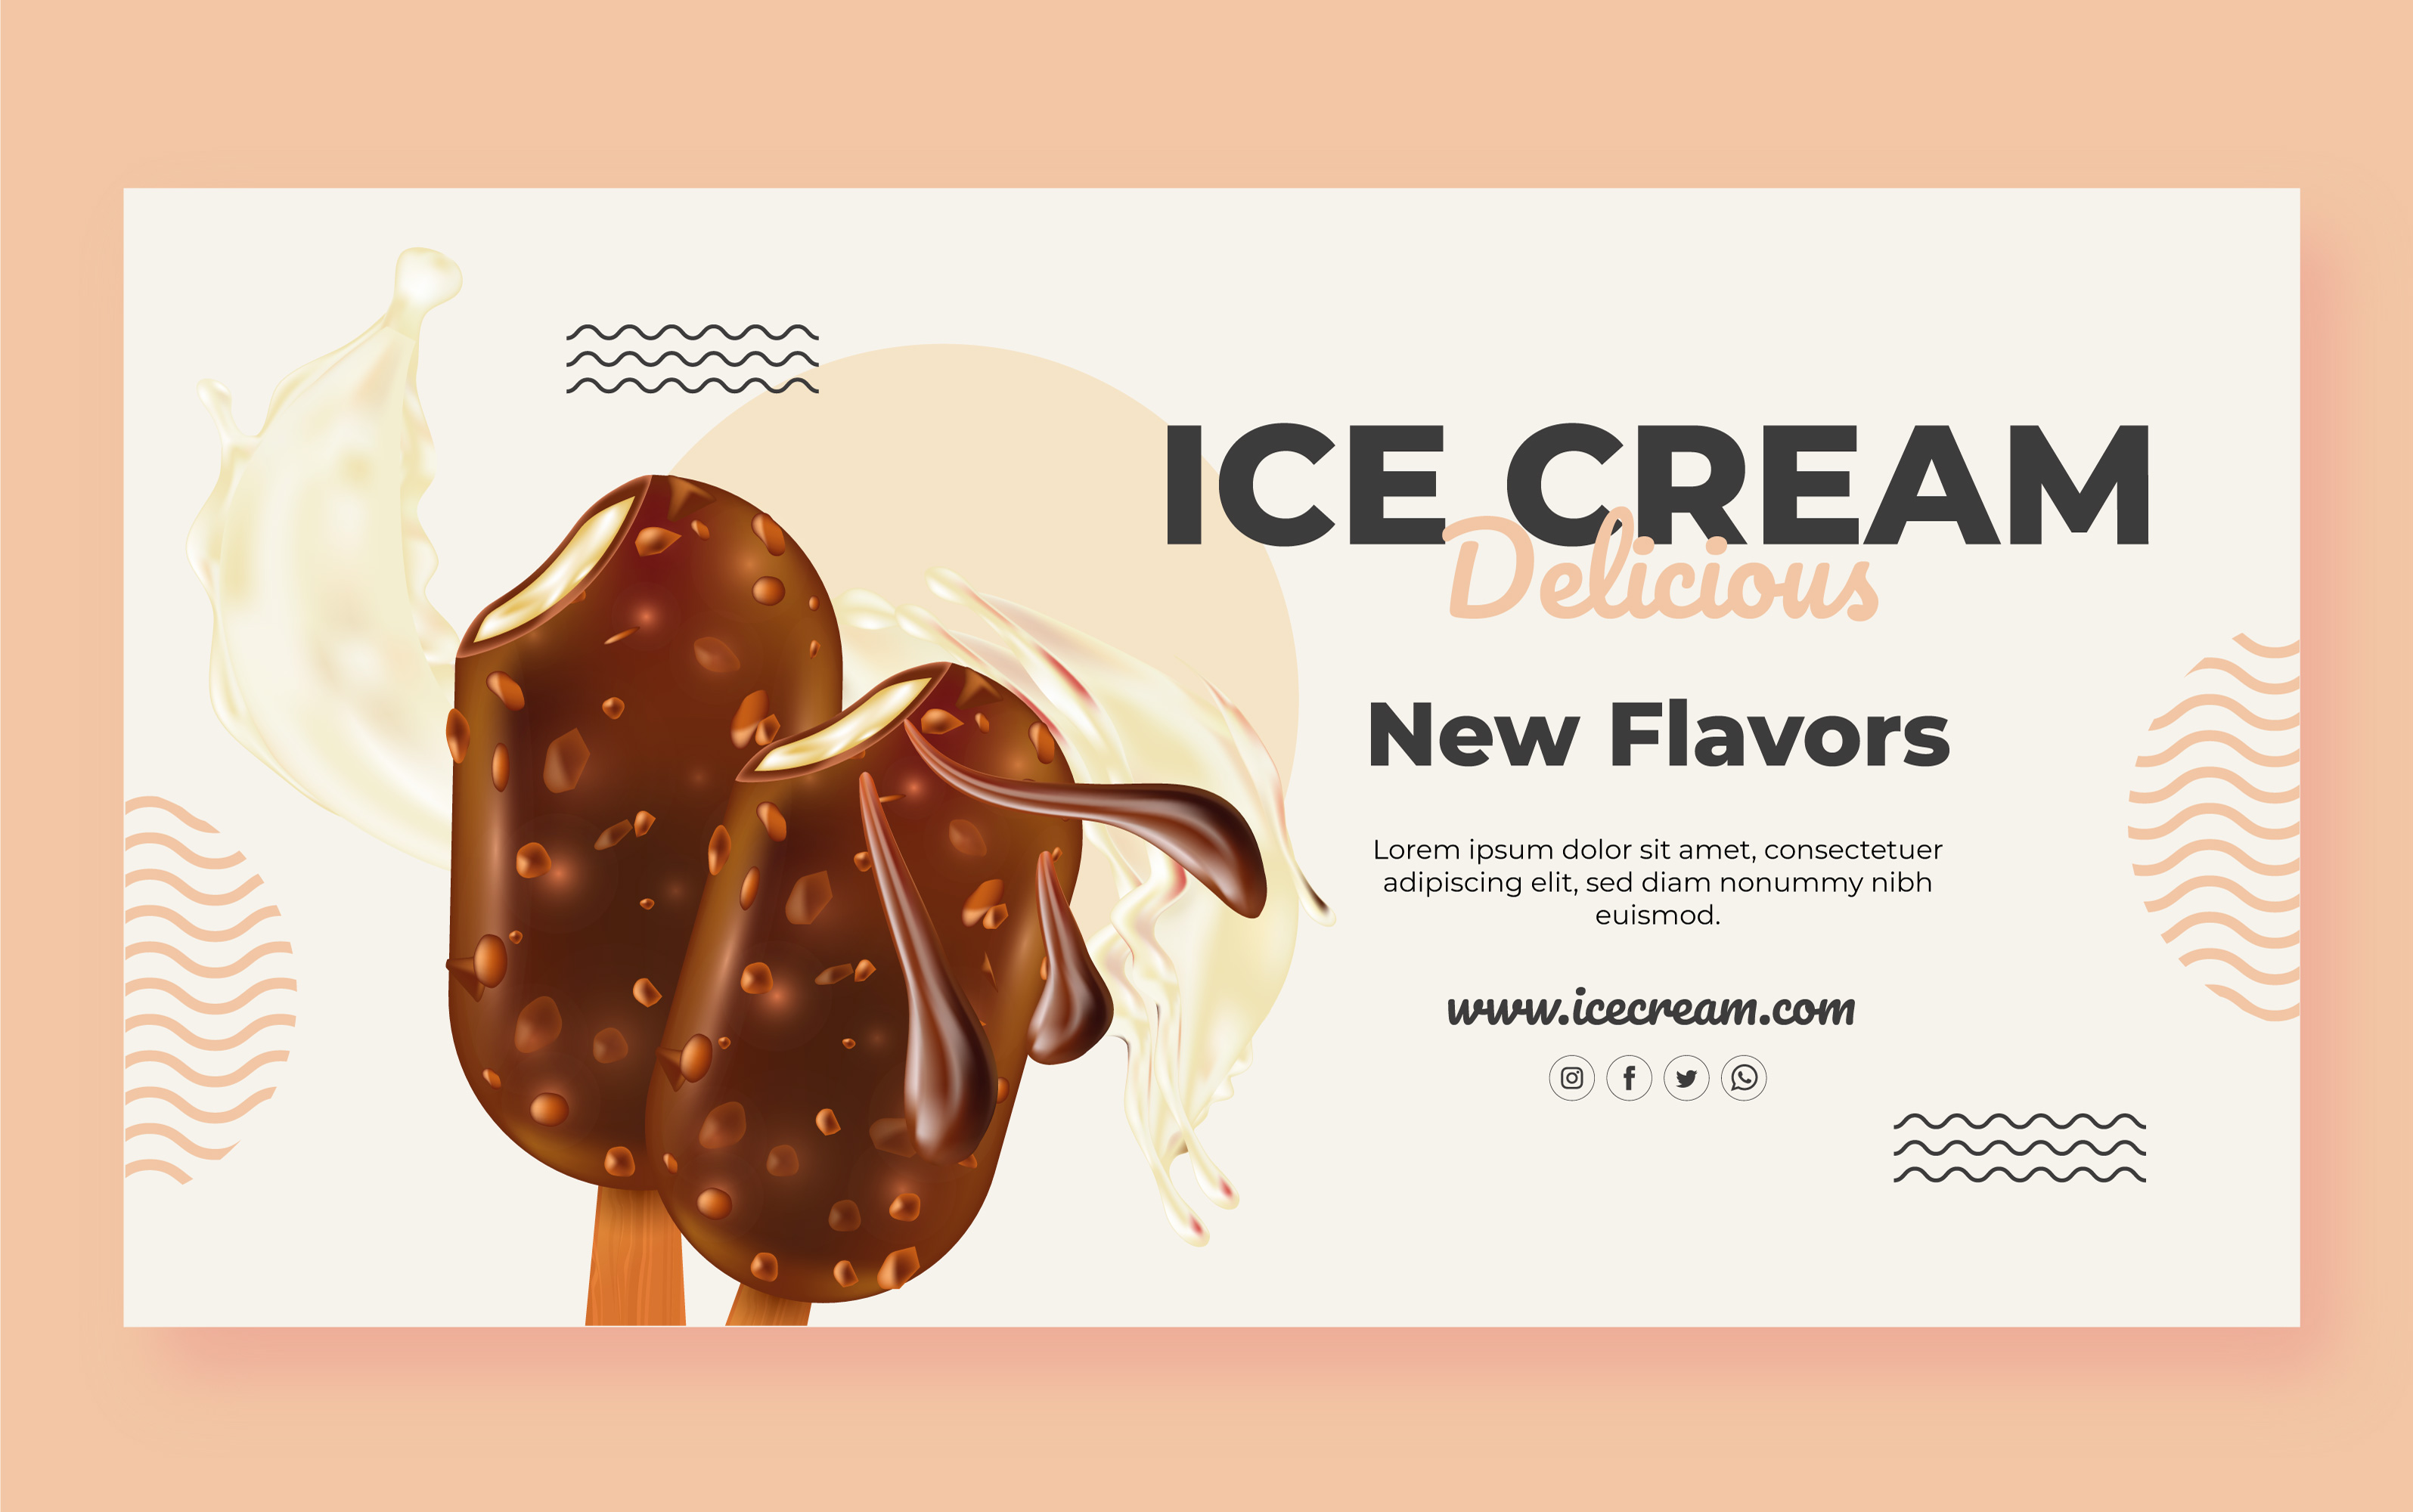 ICE CREAM
Delicious
New Flavors
Lorem ipsum dolor sit amet, consectetuer
adipiscing elit, sed diam nonummy nibh
euismod.
www.icecream.com